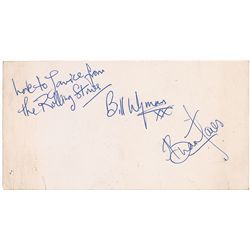 love to Janice from
the Rolling Stones
Bill Wyman
xx
Brian Jones